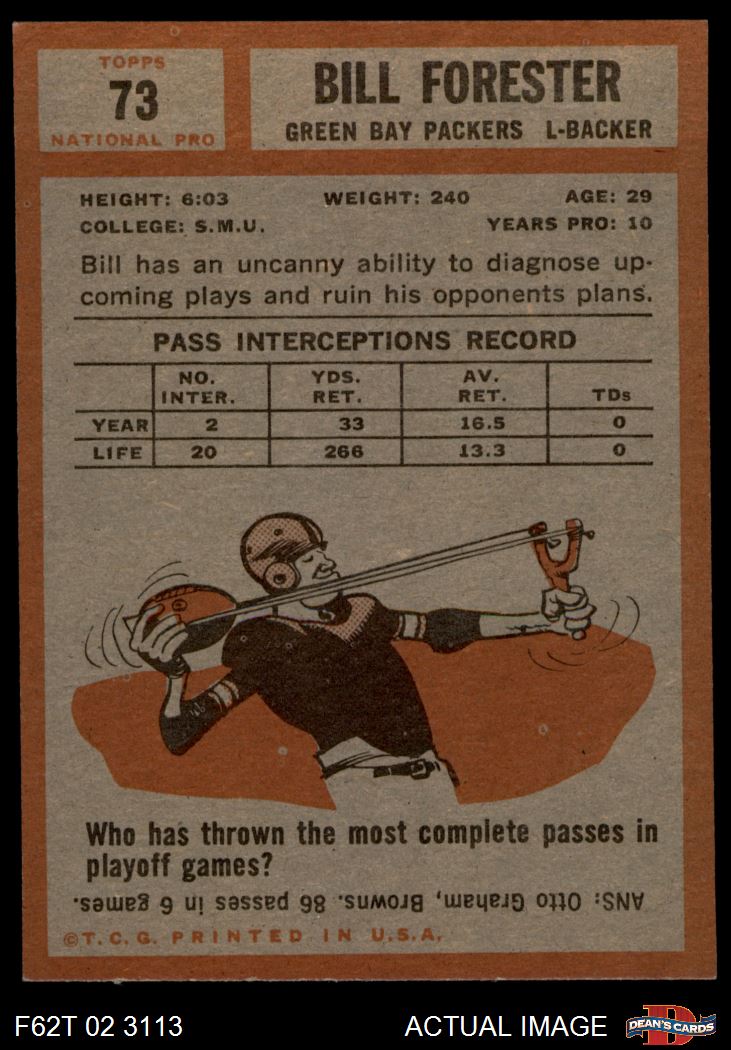 TOPPS
73
NATIONAL PRO
BILL FORESTER
GREEN BAY PACKERS L-BACKER
HEIGHT: 6:03 WEIGHT: 240 AGE: 29
COLLEGE: S.M.U. YEARS PRO: 10
Bill has an uncanny ability to diagnose up-
coming plays and ruin his opponents plans.
PASS INTERCEPTIONS RECORD
NO. INTER. YDS. RET. AV. RET. TDs
YEAR 2 33 16.5 0
LIFE 20 266 13.3 0
Who has thrown the most complete passes in
playoff games?
ANS: Otto Graham, Browns. 86 passes in 6 games.
©T.C.G. PRINTED IN U.S.A.
F62T 02 3113 ACTUAL IMAGE DEAN'S CARDS